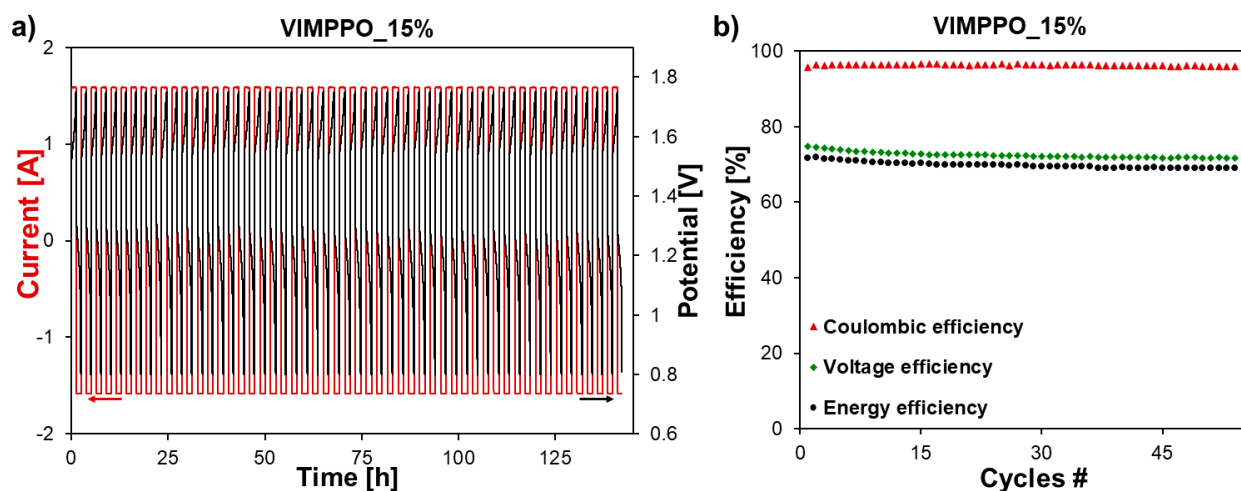 a)
VIMPPO_15%
2
1
0
-1
-2
Current [A]
1.8
1.6
1.4
1.2
1
0.8
0.6
Potential [V]
0
25
50
75
100
125
Time [h]
b)
VIMPPO_15%
100
80
60
40
20
0
Efficiency [%]
Coulombic efficiency
Voltage efficiency
Energy efficiency
0
15
30
45
Cycles #